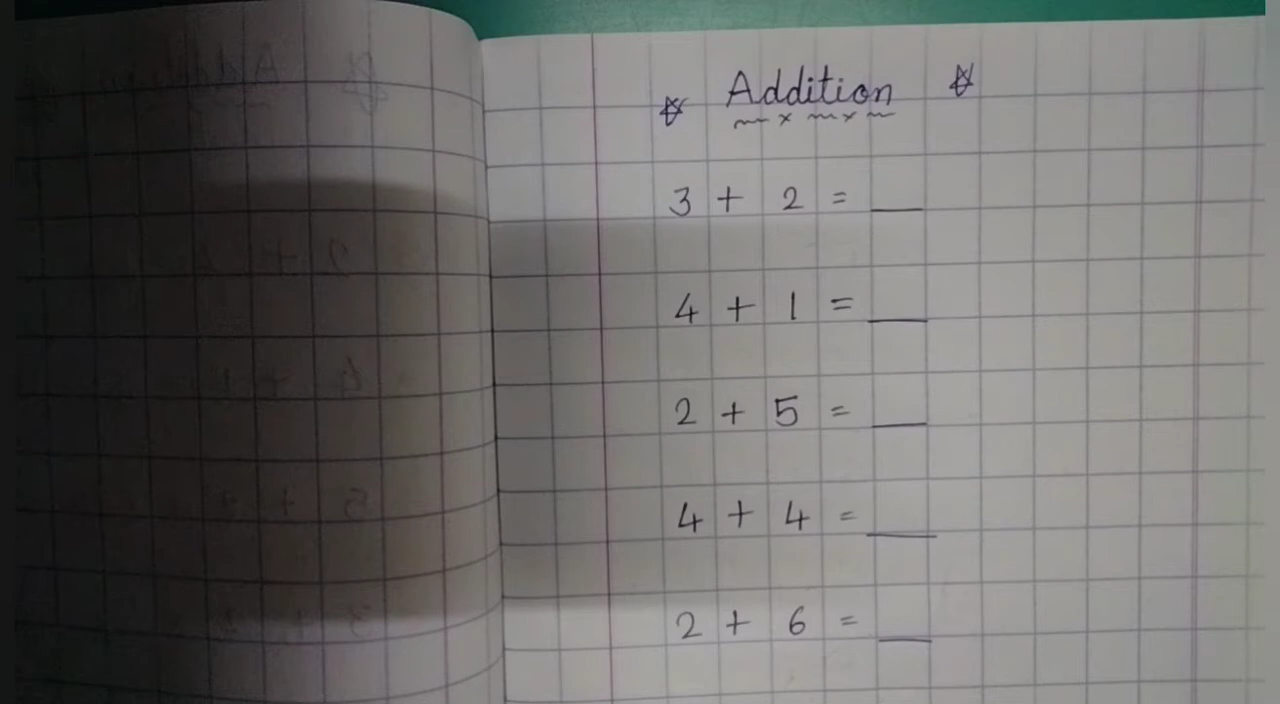 ☆ Addition ☆
3 + 2 = __
4 + 1 = __
2 + 5 = __
4 + 4 = __
2 + 6 = __